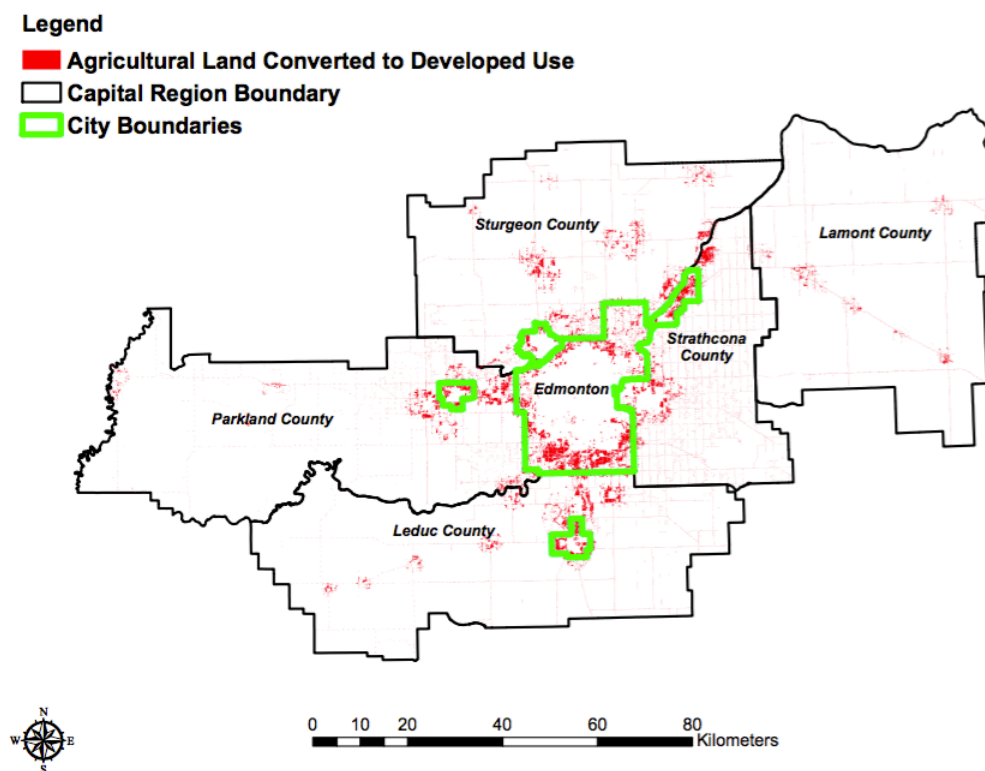 Legend
Agricultural Land Converted to Developed Use
Capital Region Boundary
City Boundaries
Sturgeon County
Lamont County
Strathcona
County
Edmonton
Parkland County
Leduc County
N
W E
S
0 10 20 40 60 80
Kilometers